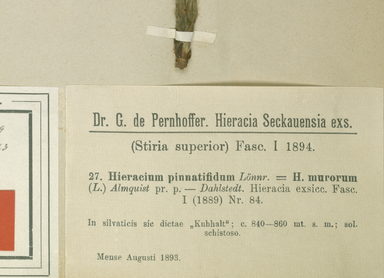 Dr. G. de Pernhoffer. Hieracia Seckauensia exs.
(Stiria superior) Fasc. I 1894.
27. Hieracium pinnatifidum Lönnr. = H. murorum
(L.) Almquist pr. p. — Dahlstedt. Hieracia exsicc. Fasc.
I (1889) Nr. 84.
In silvaticis sic dictae „Kuhhalt“; c. 840—860 mt. s. m.; sol.
schistoso.
Mense Augusti 1893.